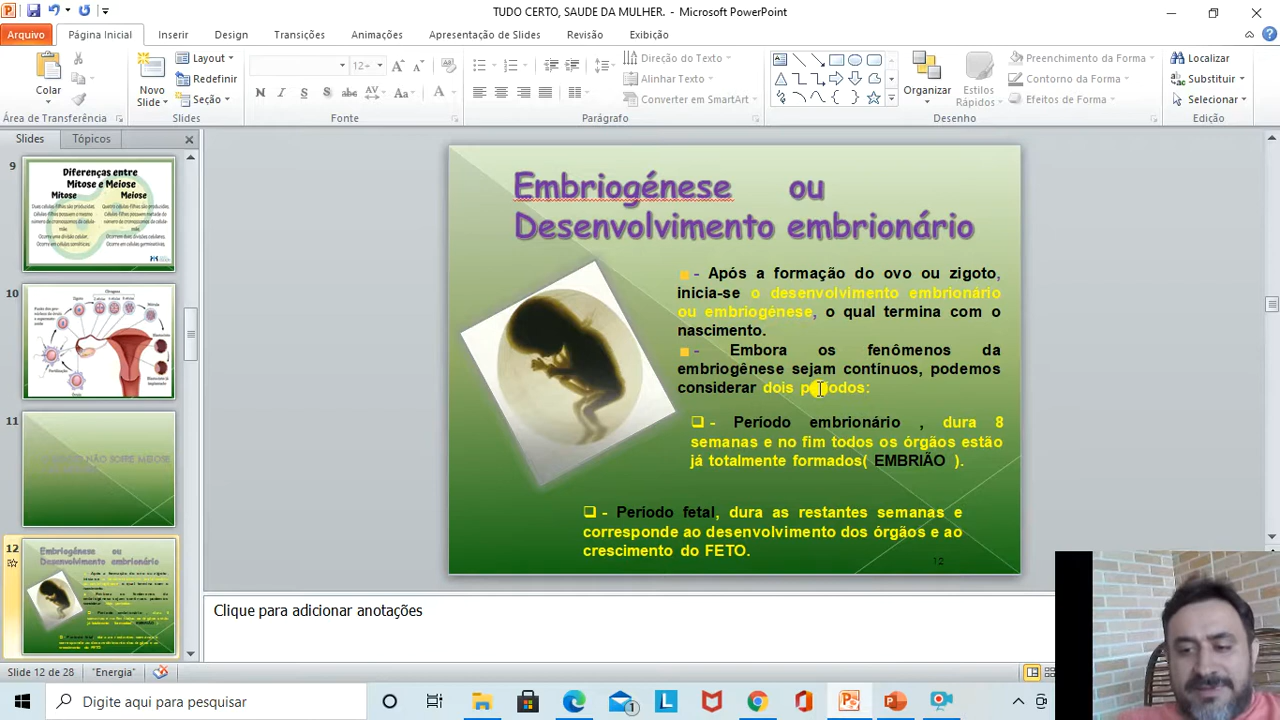 TUDO CERTO, SAUDE DA MULHER. - Microsoft PowerPoint
Arquivo Página Inicial Inserir Design Transições Animações Apresentação de Slides Revisão Exibição
Colar
Novo Slide
Layout
Redefinir
Seção
12
Direção do Texto
Alinhar Texto
Converter em SmartArt
Organizar
Estilos Rápidos
Preenchimento da Forma
Contorno da Forma
Efeitos de Forma
Localizar
Substituir
Selecionar
Área de Transferência Slides Fonte Parágrafo Desenho Edição
Slides Tópicos
9
Diferenças entre
Mitose e Meiose
Mitose Meiose
10
11
12
Embriogénese ou
Desenvolvimento embrionário
- Após a formação do ovo ou zigoto,
inicia-se o desenvolvimento embrionário
ou embriogénese, o qual termina com o
nascimento.
- Embora os fenômenos da
embriogênese sejam contínuos, podemos
considerar dois períodos:
- Período embrionário , dura 8
semanas e no fim todos os órgãos estão
já totalmente formados( EMBRIÃO ).
- Período fetal, dura as restantes semanas e
corresponde ao desenvolvimento dos órgãos e ao
crescimento do FETO.
12
Clique para adicionar anotações
Slide 12 de 28 "Energia"
Digite aqui para pesquisar